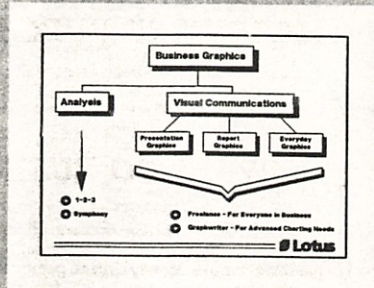 Business Graphics
Analysis
Visual Communications
Presentation
Graphics
Report
Graphics
Everyday
Graphics
1-2-3
Symphony
Freelance - For Everyone in Business
Graphwriter - For Advanced Charting Needs
Lotus